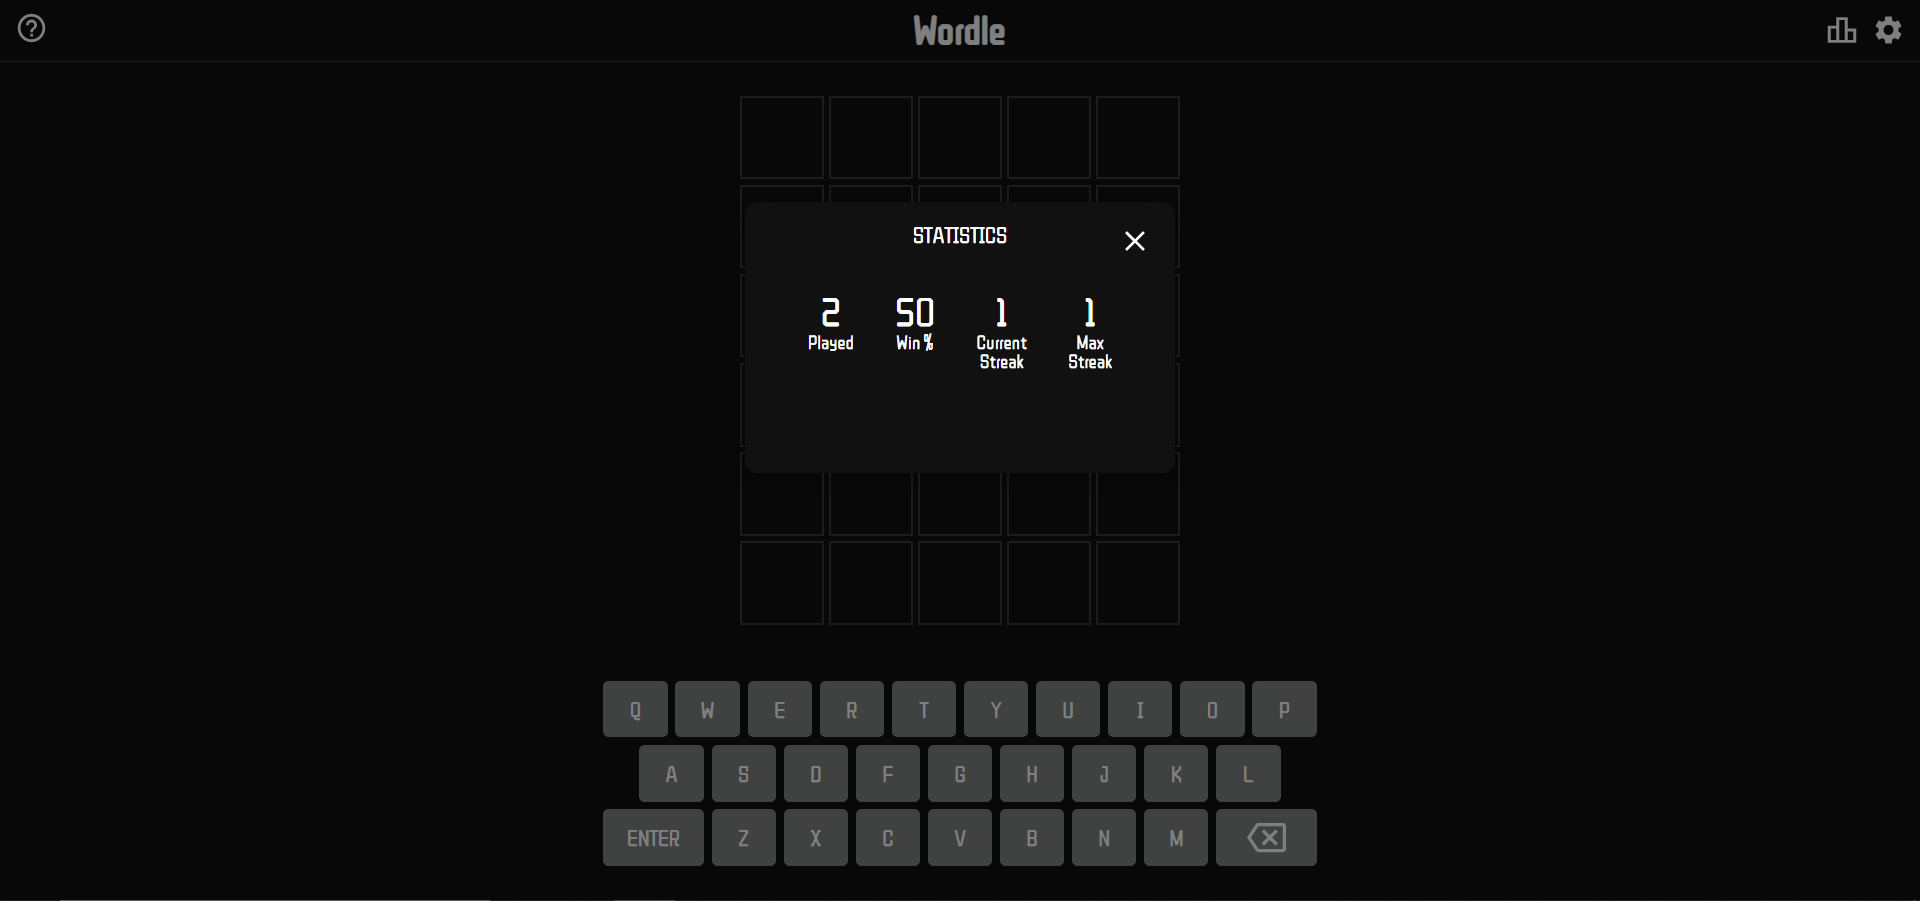 Wordle
STATISTICS
2 50 1 1
Played Win % Current Streak Max Streak
Q W E R T Y U I O P
A S D F G H J K L
ENTER Z X C V B N M